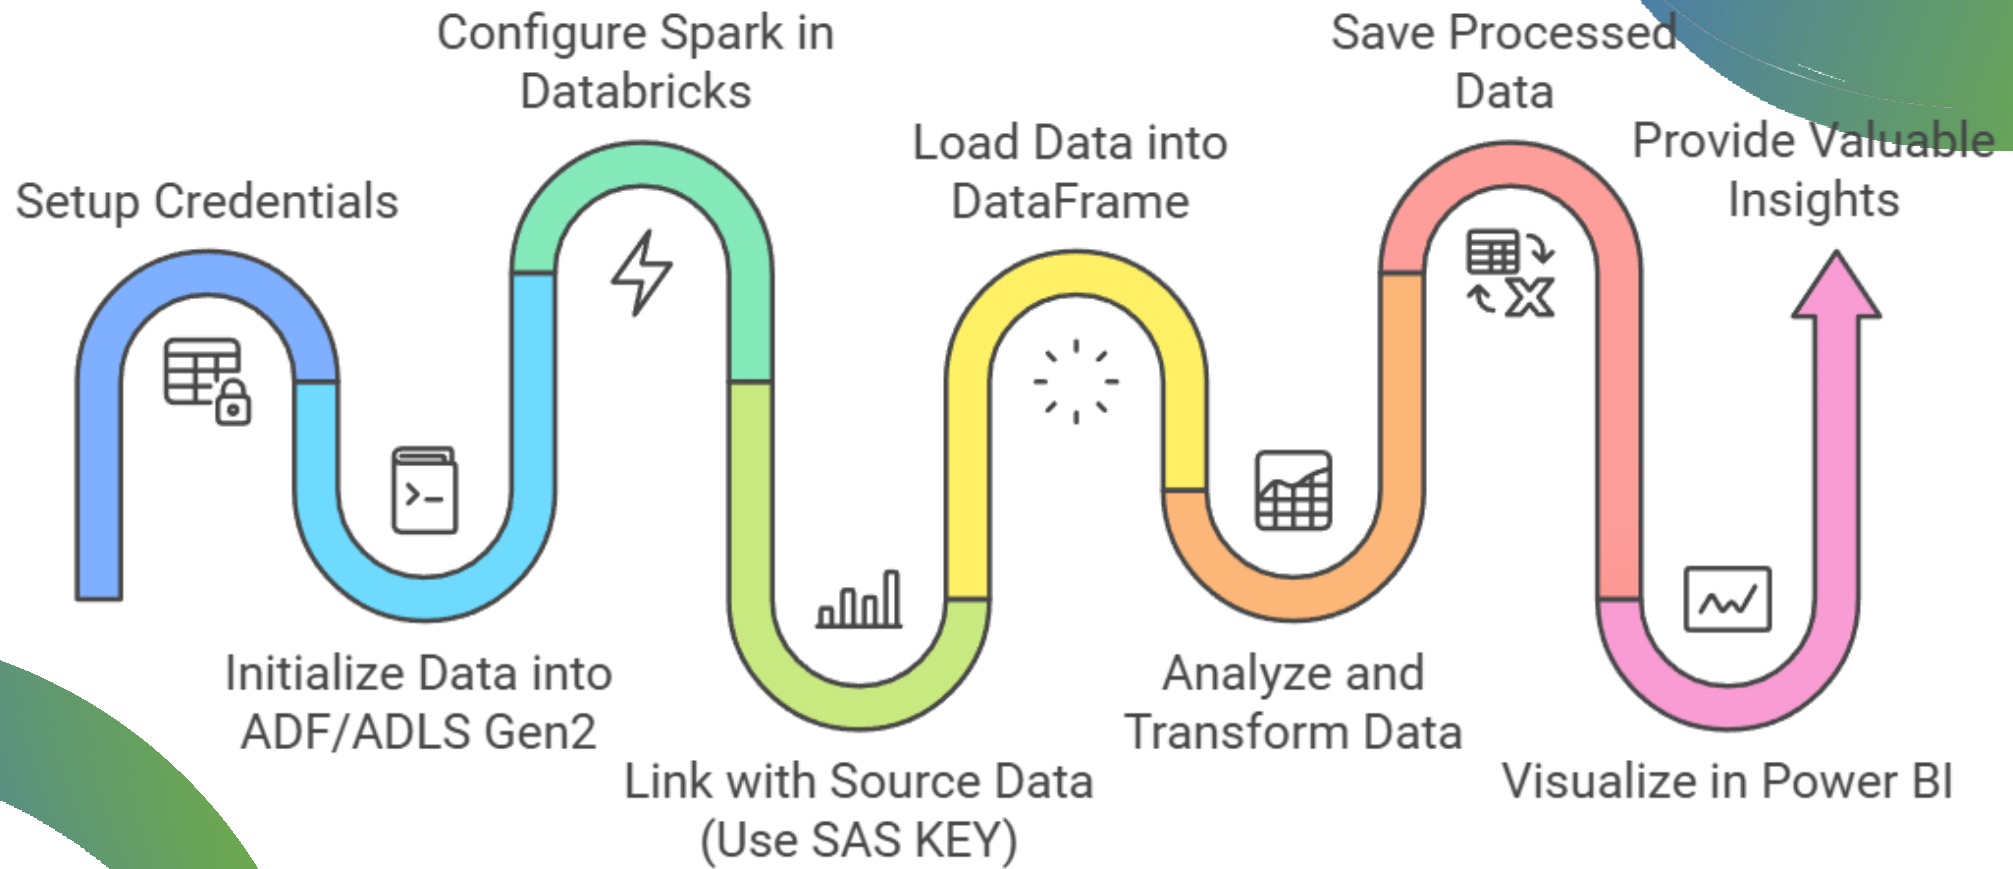 Setup Credentials
Initialize Data into
ADF/ADLS Gen2
Configure Spark in
Databricks
Link with Source Data
(Use SAS KEY)
Load Data into
DataFrame
Analyze and
Transform Data
Save Processed
Data
Visualize in Power BI
Provide Valuable
Insights